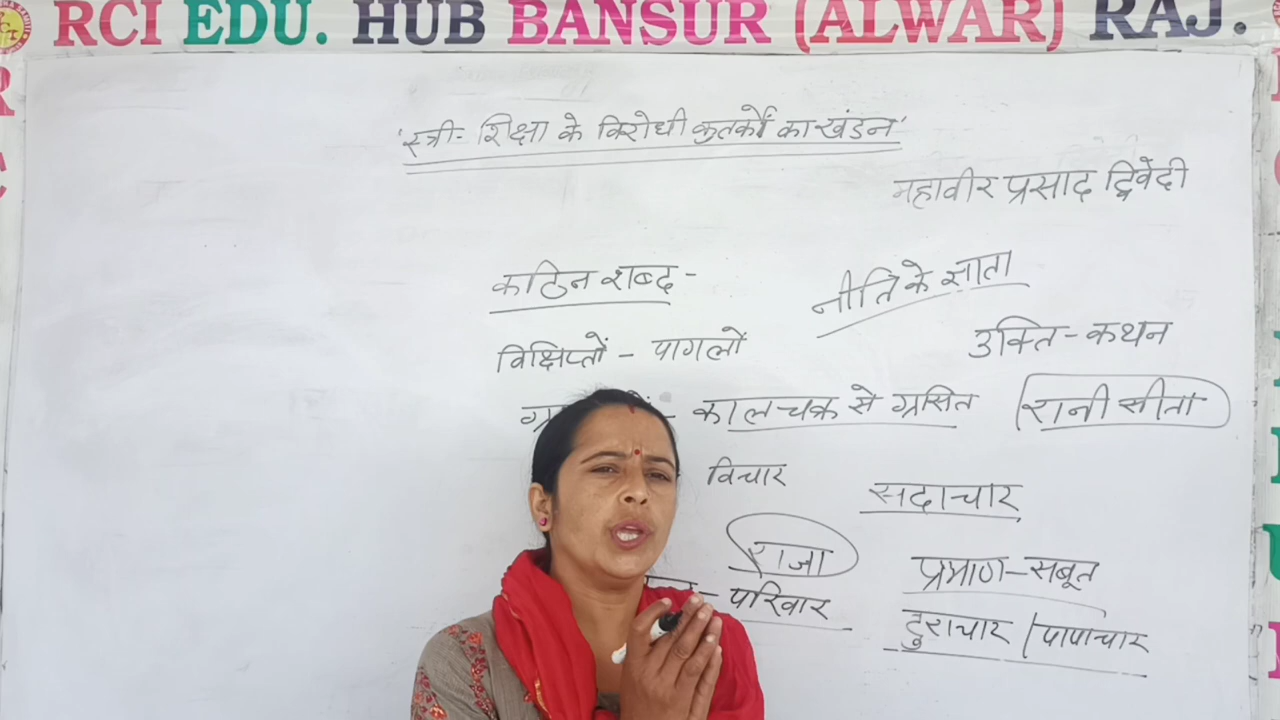 RCI EDU. HUB BANSUR (ALWAR) RAJ.
'स्त्री- शिक्षा के विरोधी कुतर्कों का खंडन'
महावीर प्रसाद द्विवेदी
कठिन शब्द-
नीति के ज्ञाता
विक्षिप्तों - पागलों
उक्ति - कथन
- कालचक्र से ग्रसित
रानी सीता
विचार
सदाचार
राजा
प्रमाण-सबूत
- परिवार
दुराचार / पापाचार